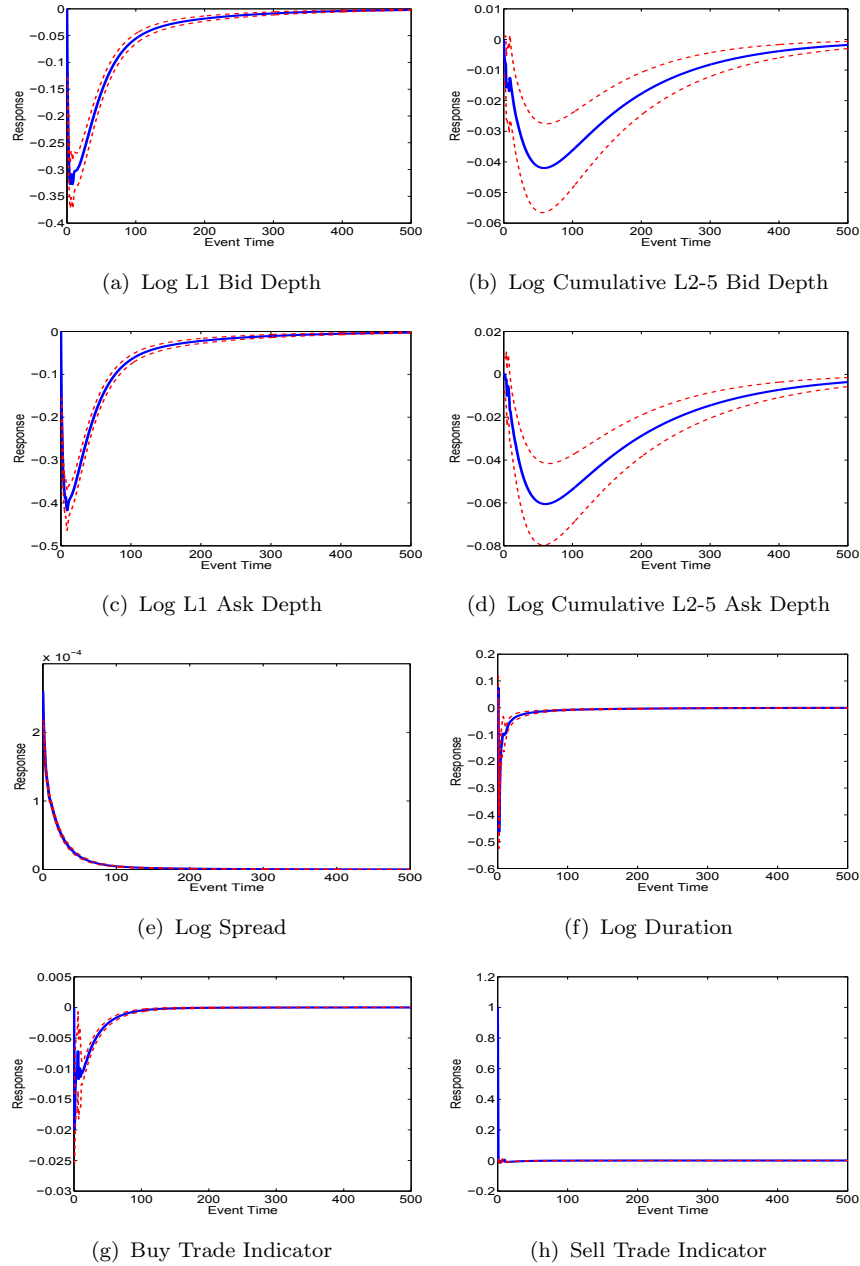 0
−0.05
−0.1
−0.15
−0.2
−0.25
−0.3
−0.35
−0.4
Response
0 100 200 300 400 500
Event Time
(a) Log L1 Bid Depth
0.01
0
−0.01
−0.02
−0.03
−0.04
−0.05
−0.06
Response
0 100 200 300 400 500
Event Time
(b) Log Cumulative L2-5 Bid Depth
0
−0.1
−0.2
−0.3
−0.4
−0.5
Response
0 100 200 300 400 500
Event Time
(c) Log L1 Ask Depth
0.02
0
−0.02
−0.04
−0.06
−0.08
Response
0 100 200 300 400 500
Event Time
(d) Log Cumulative L2-5 Ask Depth
× 10−4
2
1
0
Response
0 100 200 300 400 500
Event Time
(e) Log Spread
0.2
0.1
0
−0.1
−0.2
−0.3
−0.4
−0.5
−0.6
Response
0 100 200 300 400 500
Event Time
(f) Log Duration
0.005
0
−0.005
−0.01
−0.015
−0.02
−0.025
−0.03
Response
0 100 200 300 400 500
Event Time
(g) Buy Trade Indicator
1.2
1
0.8
0.6
0.4
0.2
0
−0.2
Response
0 100 200 300 400 500
Event Time
(h) Sell Trade Indicator